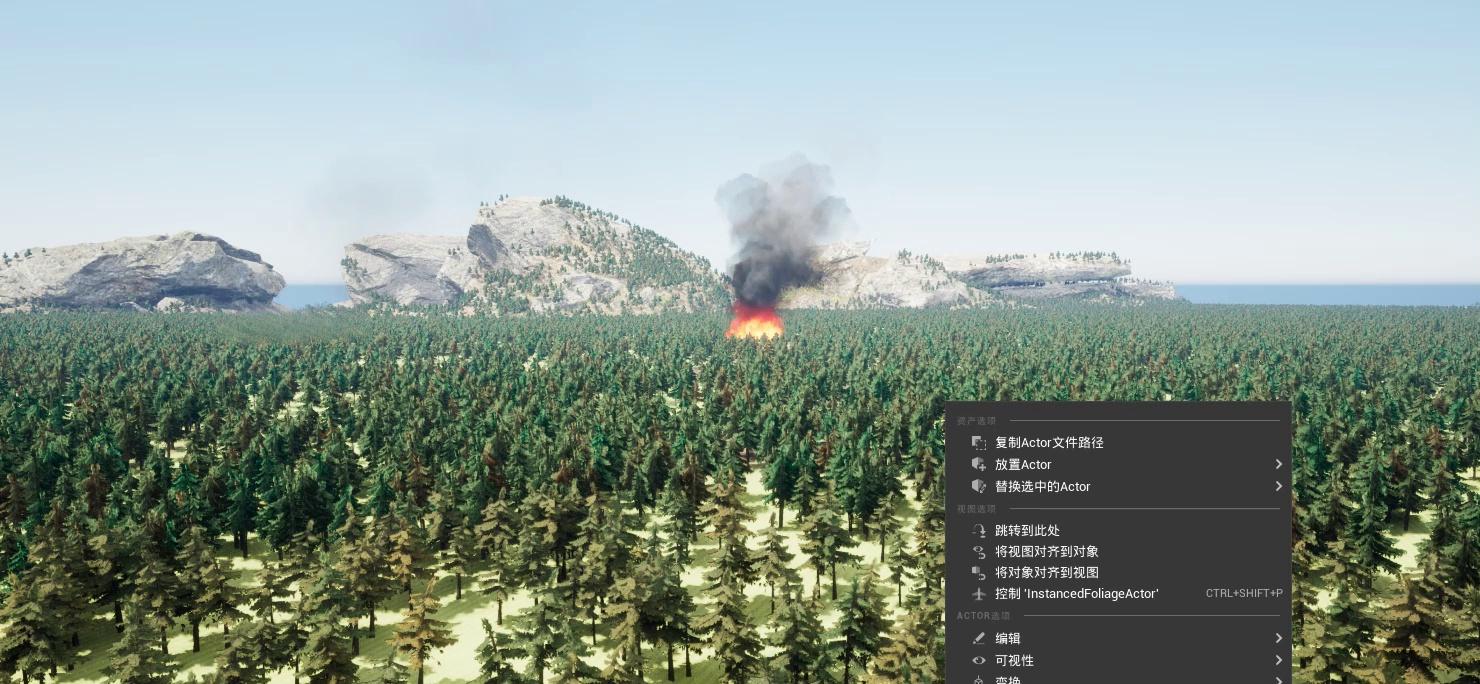 资产选项
复制Actor文件路径
放置Actor
替换选中的Actor
视图选项
跳转到此处
将视图对齐到对象
将对象对齐到视图
控制 'InstancedFoliageActor' CTRL+SHIFT+P
ACTOR选项
编辑
可视性
变换